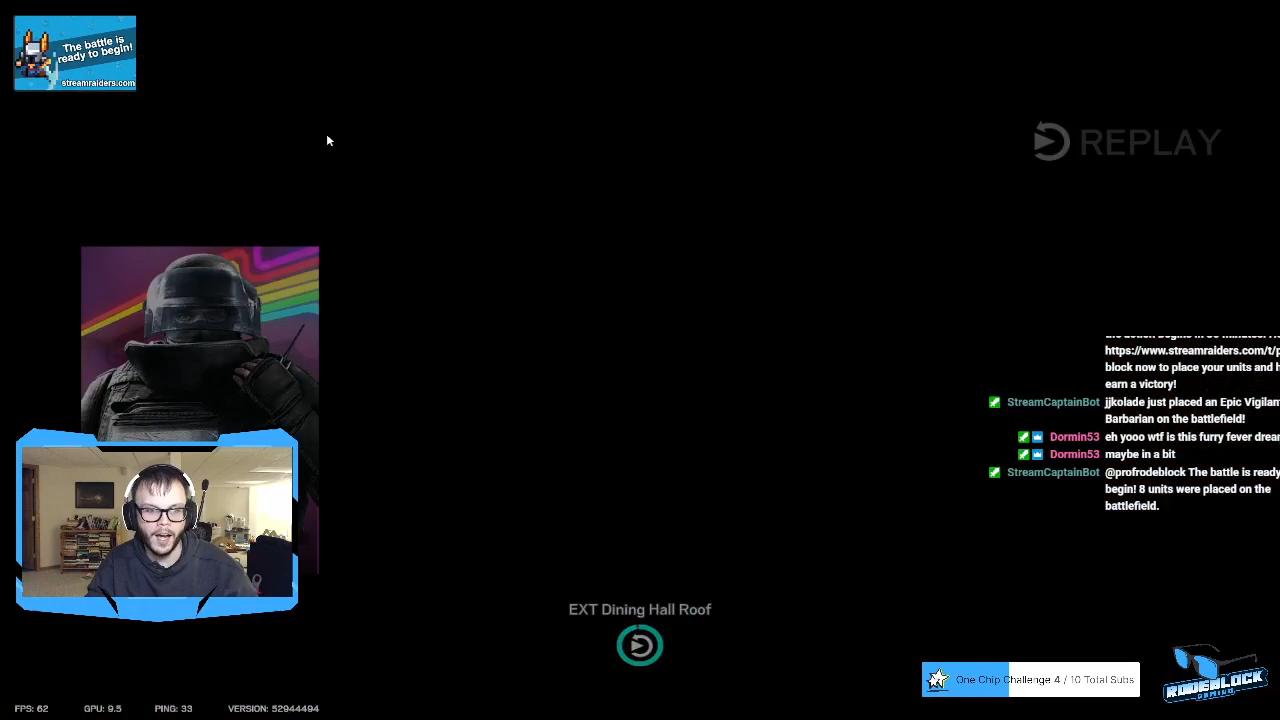 The battle is
ready to begin!
streamraiders.com
REPLAY
https://www.streamraiders.com/t/p
block now to place your units and h
earn a victory!
StreamCaptainBot jjkolade just placed an Epic Vigilan
Barbarian on the battlefield!
Dormin53 eh yooo wtf is this furry fever drean
Dormin53 maybe in a bit
StreamCaptainBot @profrodeblock The battle is ready
begin! 8 units were placed on the
battlefield.
EXT Dining Hall Roof
One Chip Challenge 4 / 10 Total Subs
RODEBLOCK
GAMING
FPS: 62 GPU: 9.5 PING: 33 VERSION: 52944494